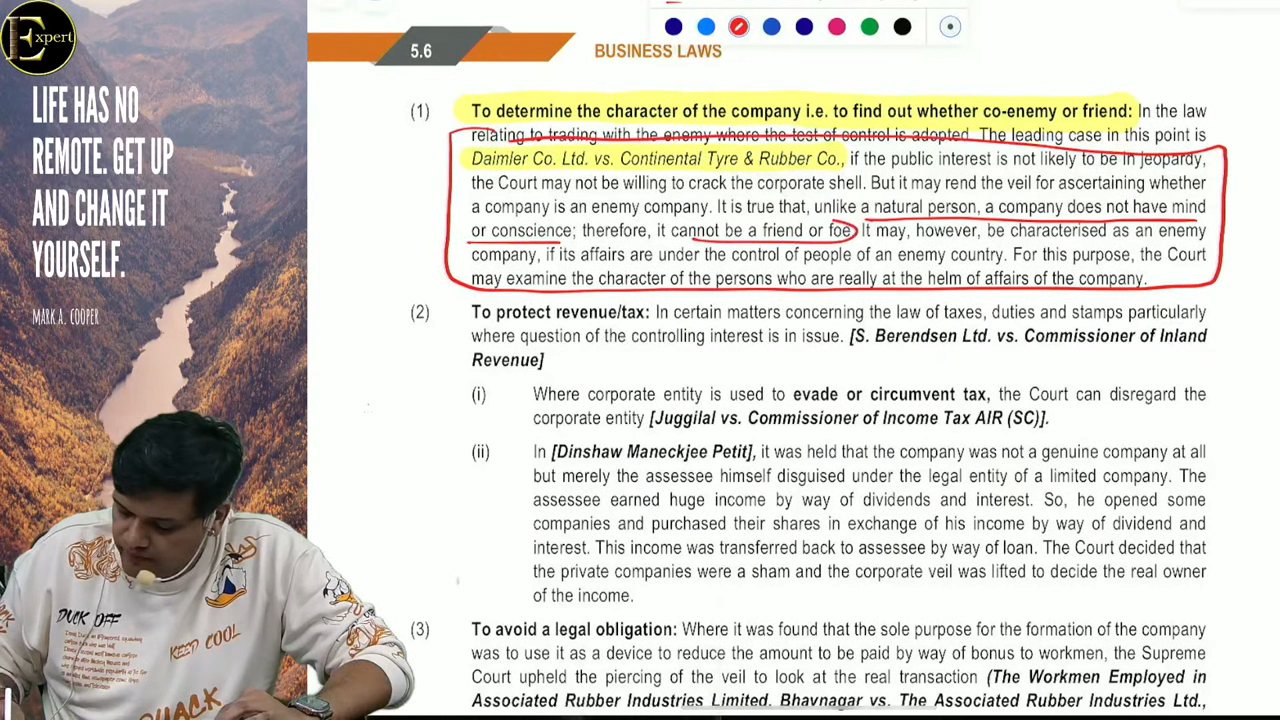 Expert
LIFE HAS NO
REMOTE. GET UP
AND CHANGE IT
YOURSELF.
MARK A. COOPER
5.6
BUSINESS LAWS
(1) To determine the character of the company i.e. to find out whether co-enemy or friend: In the law
relating to trading with the enemy where the test of control is adopted. The leading case in this point is
Daimler Co. Ltd. vs. Continental Tyre & Rubber Co., if the public interest is not likely to be in jeopardy,
the Court may not be willing to crack the corporate shell. But it may rend the veil for ascertaining whether
a company is an enemy company. It is true that, unlike a natural person, a company does not have mind
or conscience; therefore, it cannot be a friend or foe. It may, however, be characterised as an enemy
company, if its affairs are under the control of people of an enemy country. For this purpose, the Court
may examine the character of the persons who are really at the helm of affairs of the company.
(2) To protect revenue/tax: In certain matters concerning the law of taxes, duties and stamps particularly
where question of the controlling interest is in issue. [S. Berendsen Ltd. vs. Commissioner of Inland
Revenue]
(i) Where corporate entity is used to evade or circumvent tax, the Court can disregard the
corporate entity [Juggilal vs. Commissioner of Income Tax AIR (SC)].
(ii) In [Dinshaw Maneckjee Petit], it was held that the company was not a genuine company at all
but merely the assessee himself disguised under the legal entity of a limited company. The
assessee earned huge income by way of dividends and interest. So, he opened some
companies and purchased their shares in exchange of his income by way of dividend and
interest. This income was transferred back to assessee by way of loan. The Court decided that
the private companies were a sham and the corporate veil was lifted to decide the real owner
of the income.
(3) To avoid a legal obligation: Where it was found that the sole purpose for the formation of the company
was to use it as a device to reduce the amount to be paid by way of bonus to workmen, the Supreme
Court upheld the piercing of the veil to look at the real transaction (The Workmen Employed in
Associated Rubber Industries Limited, Bhavnagar vs. The Associated Rubber Industries Ltd.,
DUCK OFF
KEEP COOL
QUACK